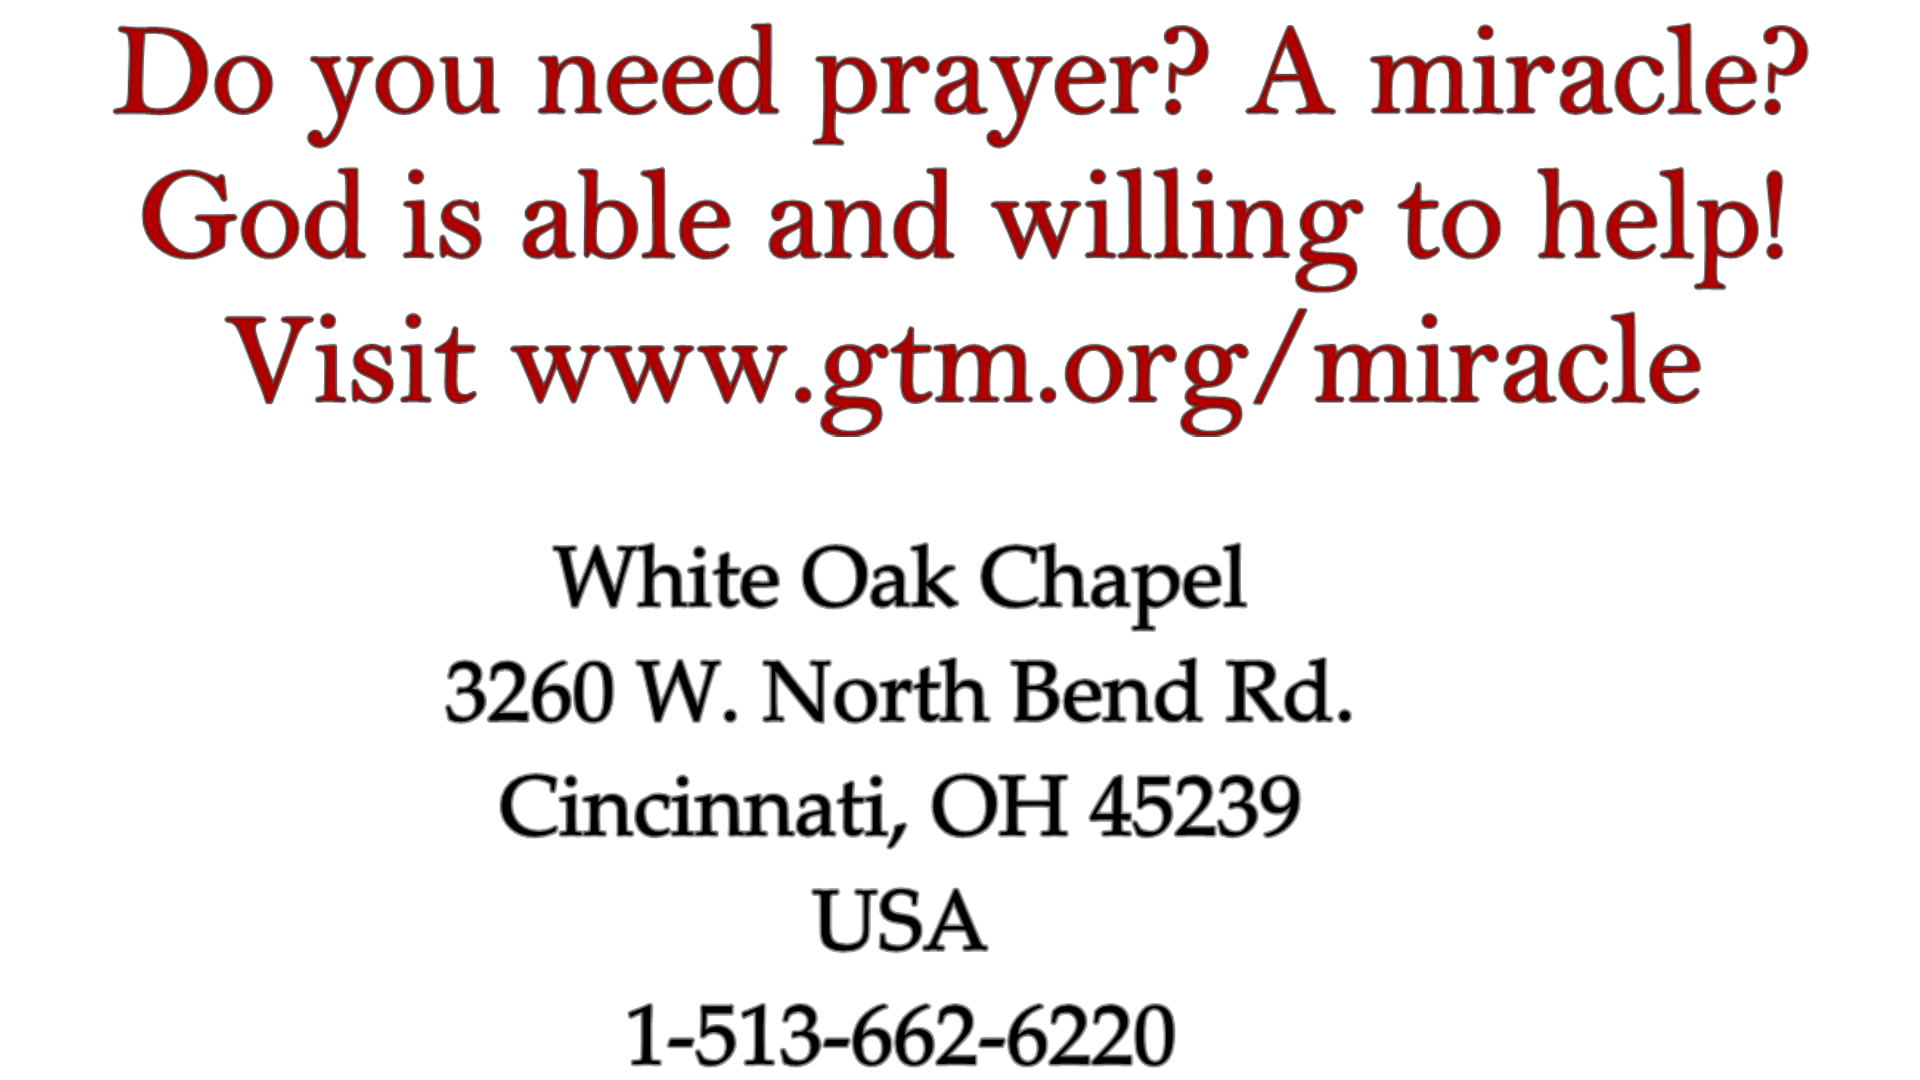 Do you need prayer? A miracle?
God is able and willing to help!
Visit www.gtm.org/miracle
White Oak Chapel
3260 W. North Bend Rd.
Cincinnati, OH 45239
USA
1-513-662-6220